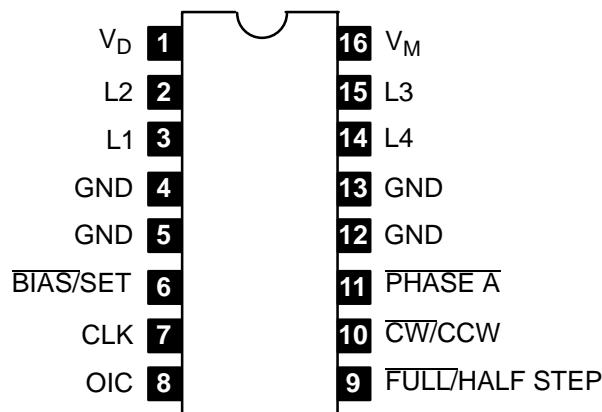 V_D 1 16 V_M
L2 2 15 L3
L1 3 14 L4
GND 4 13 GND
GND 5 12 GND
BIAS/SET 6 11 PHASE A
CLK 7 10 CW/CCW
OIC 8 9 FULL/HALF STEP